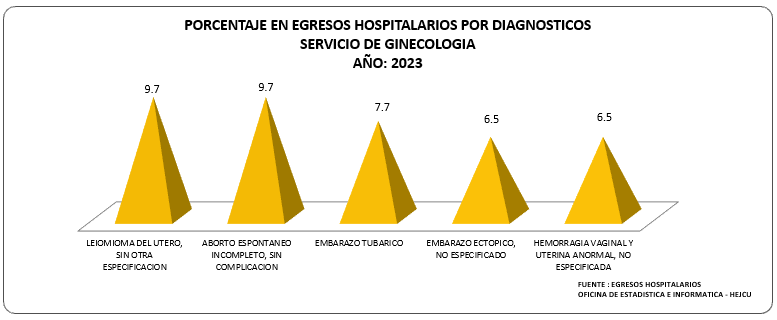 PORCENTAJE EN EGRESOS HOSPITALARIOS POR DIAGNOSTICOS
SERVICIO DE GINECOLOGIA
AÑO: 2023
9.7
9.7
7.7
6.5
6.5
LEIOMIOMA DEL UTERO,
SIN OTRA
ESPECIFICACION
ABORTO ESPONTANEO
INCOMPLETO, SIN
COMPLICACION
EMBARAZO TUBARICO
EMBARAZO ECTOPICO,
NO ESPECIFICADO
HEMORRAGIA VAGINAL Y
UTERINA ANORMAL, NO
ESPECIFICADA
FUENTE : EGRESOS HOSPITALARIOS
OFICINA DE ESTADISTICA E INFORMATICA - HEJCU